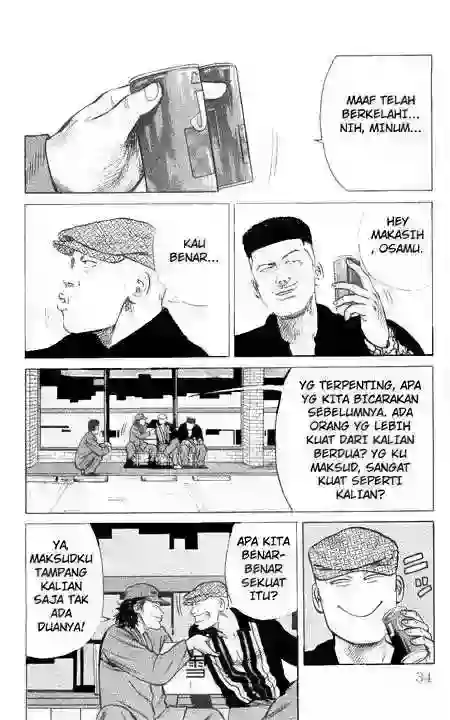 MAAF TELAH
BERKELAHI...
NIH, MINUM...
HEY
MAKASIH
, OSAMU.
KAU
BENAR...
YG TERPENTING, APA
YG KITA BICARAKAN
SEBELUMNYA. ADA
ORANG YG LEBIH
KUAT DARI KALIAN
BERDUA? YG KU
MAKSUD, SANGAT
KUAT SEPERTI
KALIAN?
APA KITA
BENAR-
BENAR
SEKUAT
ITU?
YA,
MAKSUDKU
TAMPANG
KALIAN
SAJA TAK
ADA
DUANYA!
34